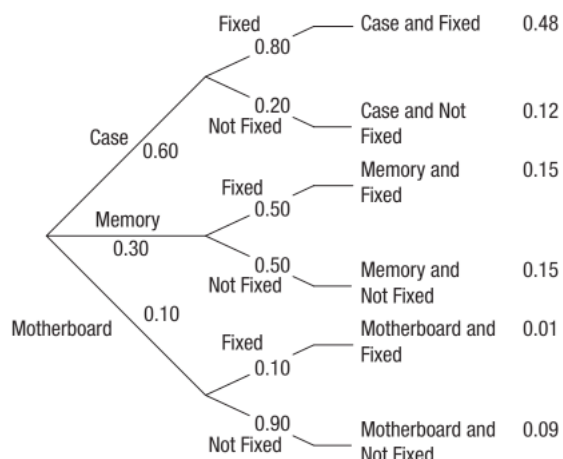 Fixed
0.80
Case and Fixed 0.48
0.20
Not Fixed
Case and Not 0.12
Fixed
Case
0.60
Fixed
0.50
Memory and 0.15
Fixed
Memory
0.30
0.50
Not Fixed
Memory and 0.15
Not Fixed
0.10
Motherboard
Fixed
0.10
Motherboard and 0.01
Fixed
0.90
Not Fixed
Motherboard and 0.09
Not Fixed